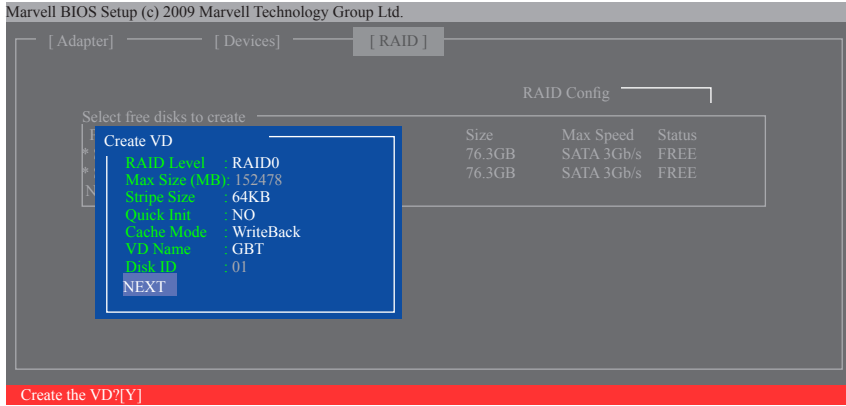 Marvell BIOS Setup (c) 2009 Marvell Technology Group Ltd.
[ Adapter] [ Devices] [ RAID ]
RAID Config
Select free disks to create
Size Max Speed Status
* 76.3GB SATA 3Gb/s FREE
* 76.3GB SATA 3Gb/s FREE
Create VD
RAID Level : RAID0
Max Size (MB): 152478
Stripe Size : 64KB
Quick Init : NO
Cache Mode : WriteBack
VD Name : GBT
Disk ID : 01
NEXT
Create the VD?[Y]